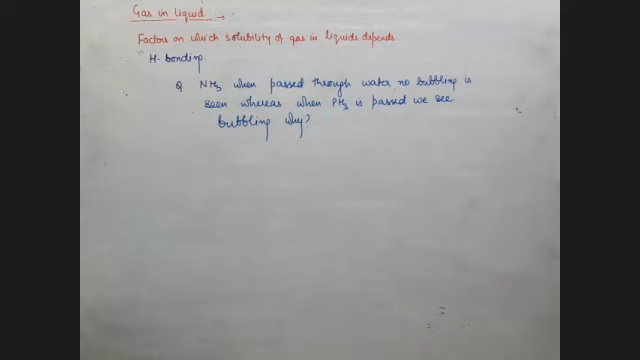 Gas in Liquid :→
Factors on which solubility of gas in liquids depends.
H-bonding.
Q NH3 when passed through water no bubbling is
seen whereas when PH3 is passed we see
bubbling why?